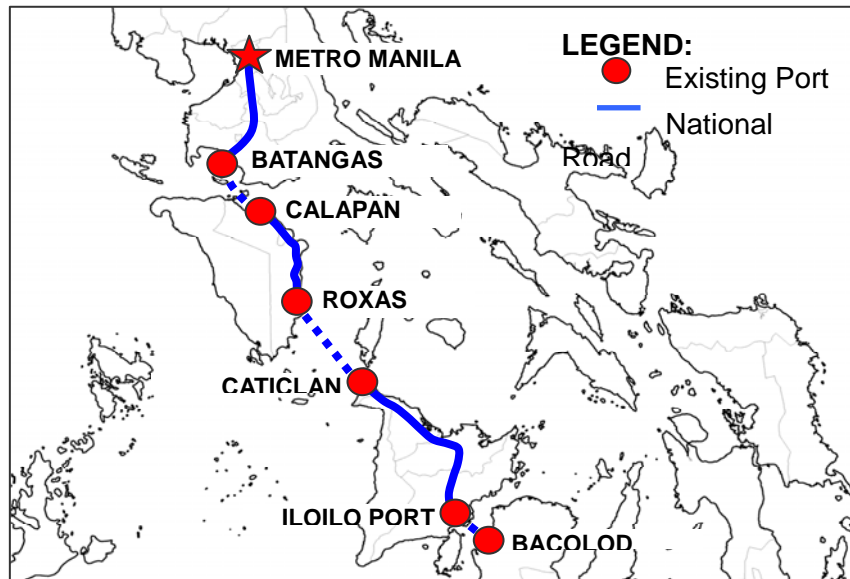 METRO MANILA
LEGEND:
Existing Port
National
Road
BATANGAS
CALAPAN
ROXAS
CATICLAN
ILOILO PORT
BACOLOD